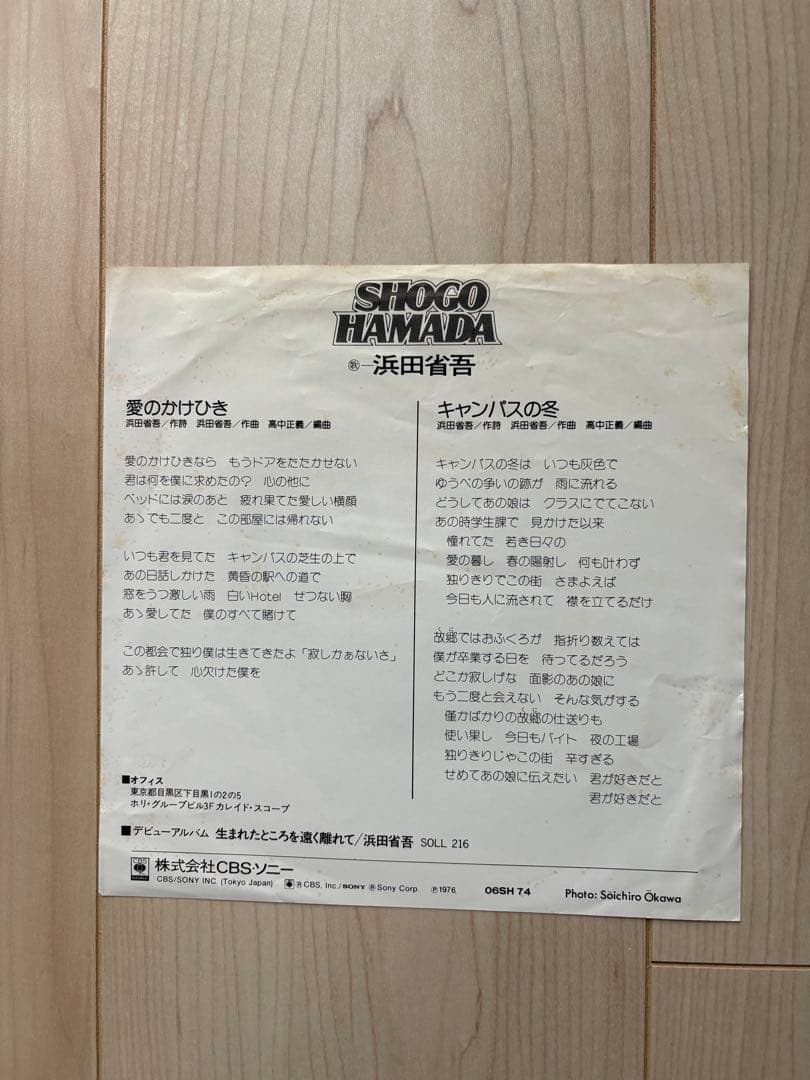 SHOGO
HAMADA
歌―浜田省吾
愛のかけひき
浜田省吾/作詩 浜田省吾/作曲 高中正義/編曲
愛のかけひきなら もうドアをたたかせない
君は何を僕に求めたの? 心の他に
ベッドには涙のあと 疲れ果てた愛しい横顔
あゝでも二度と この部屋には帰れない
いつも君を見てた キャンパスの芝生の上で
あの日話しかけた 黄昏の駅への道で
窓をうつ激しい雨 白いHotel せつない胸
あゝ愛してた 僕のすべて賭けて
この都会で独り僕は生きてきたよ「寂しかぁないさ」
あゝ許して 心欠けた僕を
■オフィス
東京都目黒区下目黒1の2の5
ホリ・グループビル3F カレイド・スコープ
キャンパスの冬
浜田省吾/作詩 浜田省吾/作曲 高中正義/編曲
キャンパスの冬は いつも灰色で
ゆうべの争いの跡が 雨に流れる
どうしてあの娘は クラスにでてこない
あの時学生課で 見かけた以来
憧れてた 若き日々の
愛の暮し 春の陽射し 何も叶わず
独りきりでこの街 さまよえば
今日も人に流されて 襟を立てるだけ
故郷ではおふくろが 指折り数えては
僕が卒業する日を 待ってるだろう
どこか寂しげな 面影のあの娘に
もう二度と会えない そんな気がする
僅かばかりの故郷の仕送りも
使い果し 今日もバイト 夜の工場
独りきりじゃこの街 辛すぎる
せめてあの娘に伝えたい 君が好きだと
君が好きだと
■デビューアルバム 生まれたところを遠く離れて/浜田省吾 SOLL 216
CBS SONY 株式会社CBS・ソニー
CBS/SONY INC. (Tokyo Japan) ®CBS, Inc./SONY ®Sony Corp. ℗1976. 06SH 74 Photo: Sōichiro Ōkawa